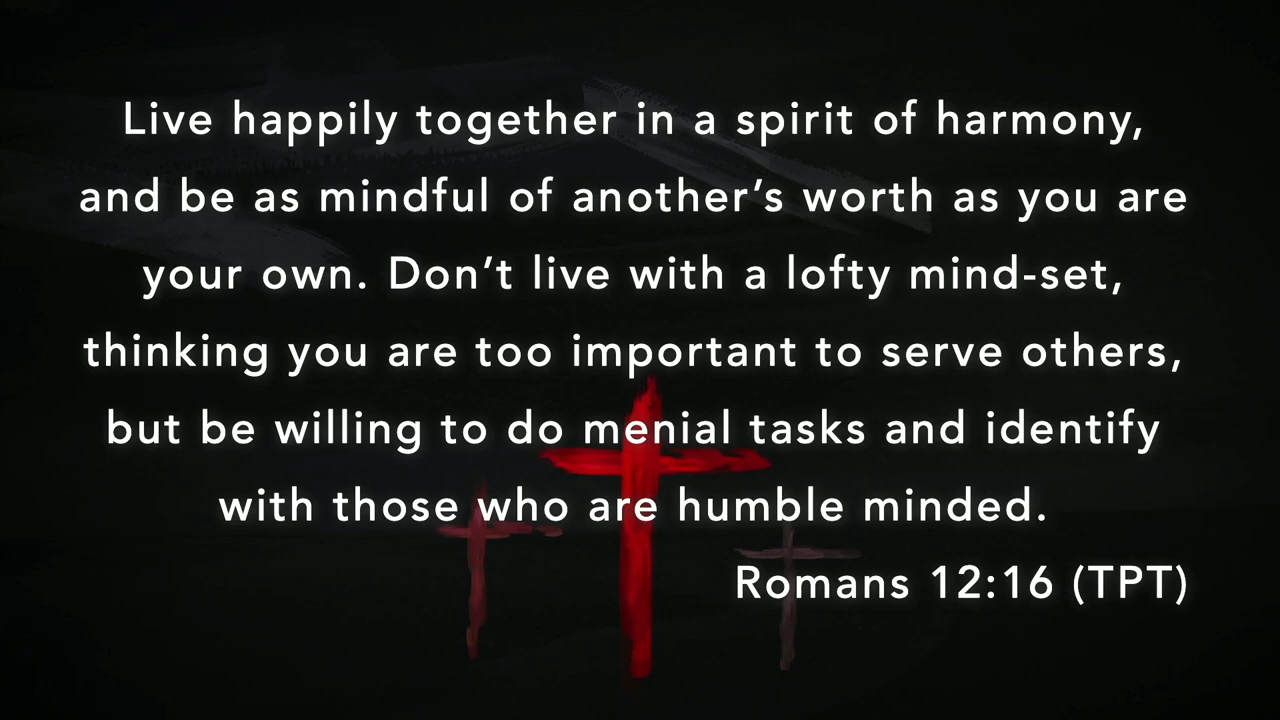 Live happily together in a spirit of harmony,
and be as mindful of another’s worth as you are
your own. Don’t live with a lofty mind-set,
thinking you are too important to serve others,
but be willing to do menial tasks and identify
with those who are humble minded.
Romans 12:16 (TPT)